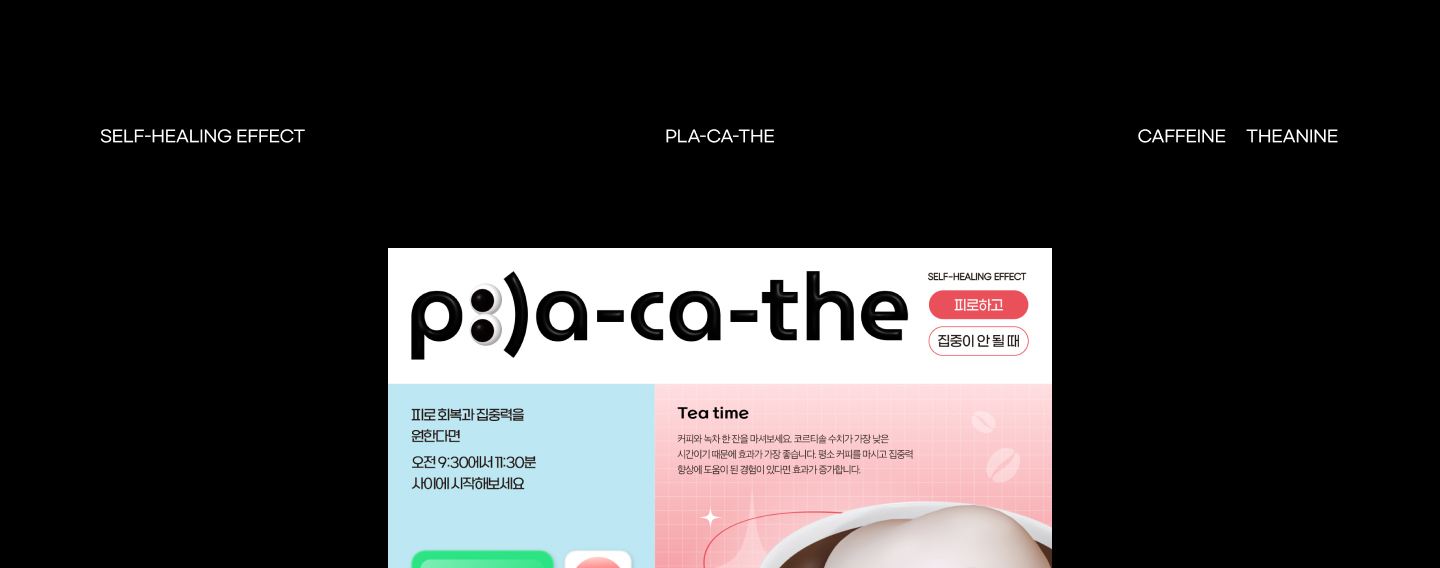 SELF-HEALING EFFECT
PLA-CA-THE
CAFFEINE THEANINE
p:)a-ca-the
SELF-HEALING EFFECT
피로하고
집중이 안 될 때
피로 회복과 집중력을
원한다면
오전 9:30에서 11:30분
사이에 시작해보세요
Tea time
커피와 녹차 한 잔을 마셔보세요. 코르티솔 수치가 가장 낮은
시간이기 때문에 효과가 가장 좋습니다. 평소 커피를 마시고 집중력
향상에 도움이 된 경험이 있다면 효과가 증가합니다.